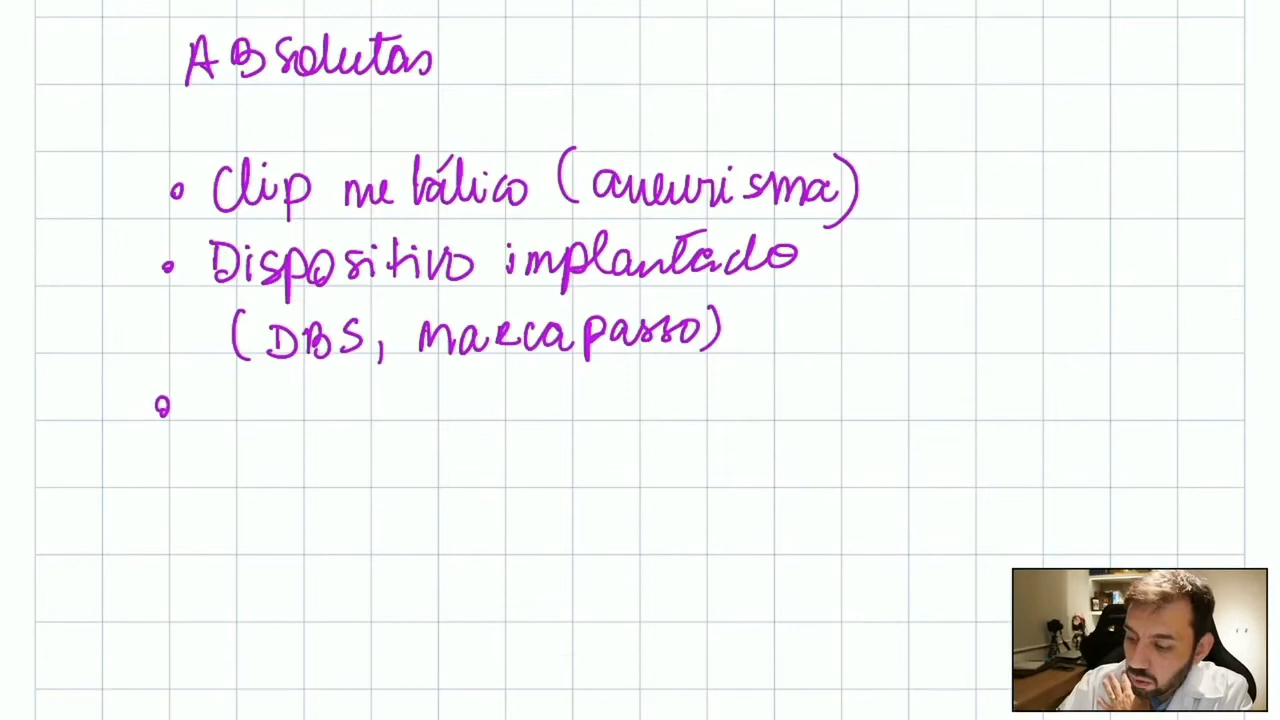 ABsolutas
• Clip metálico (aneurisma)
• Dispositivo implantado
(DBS, marcapasso)
•